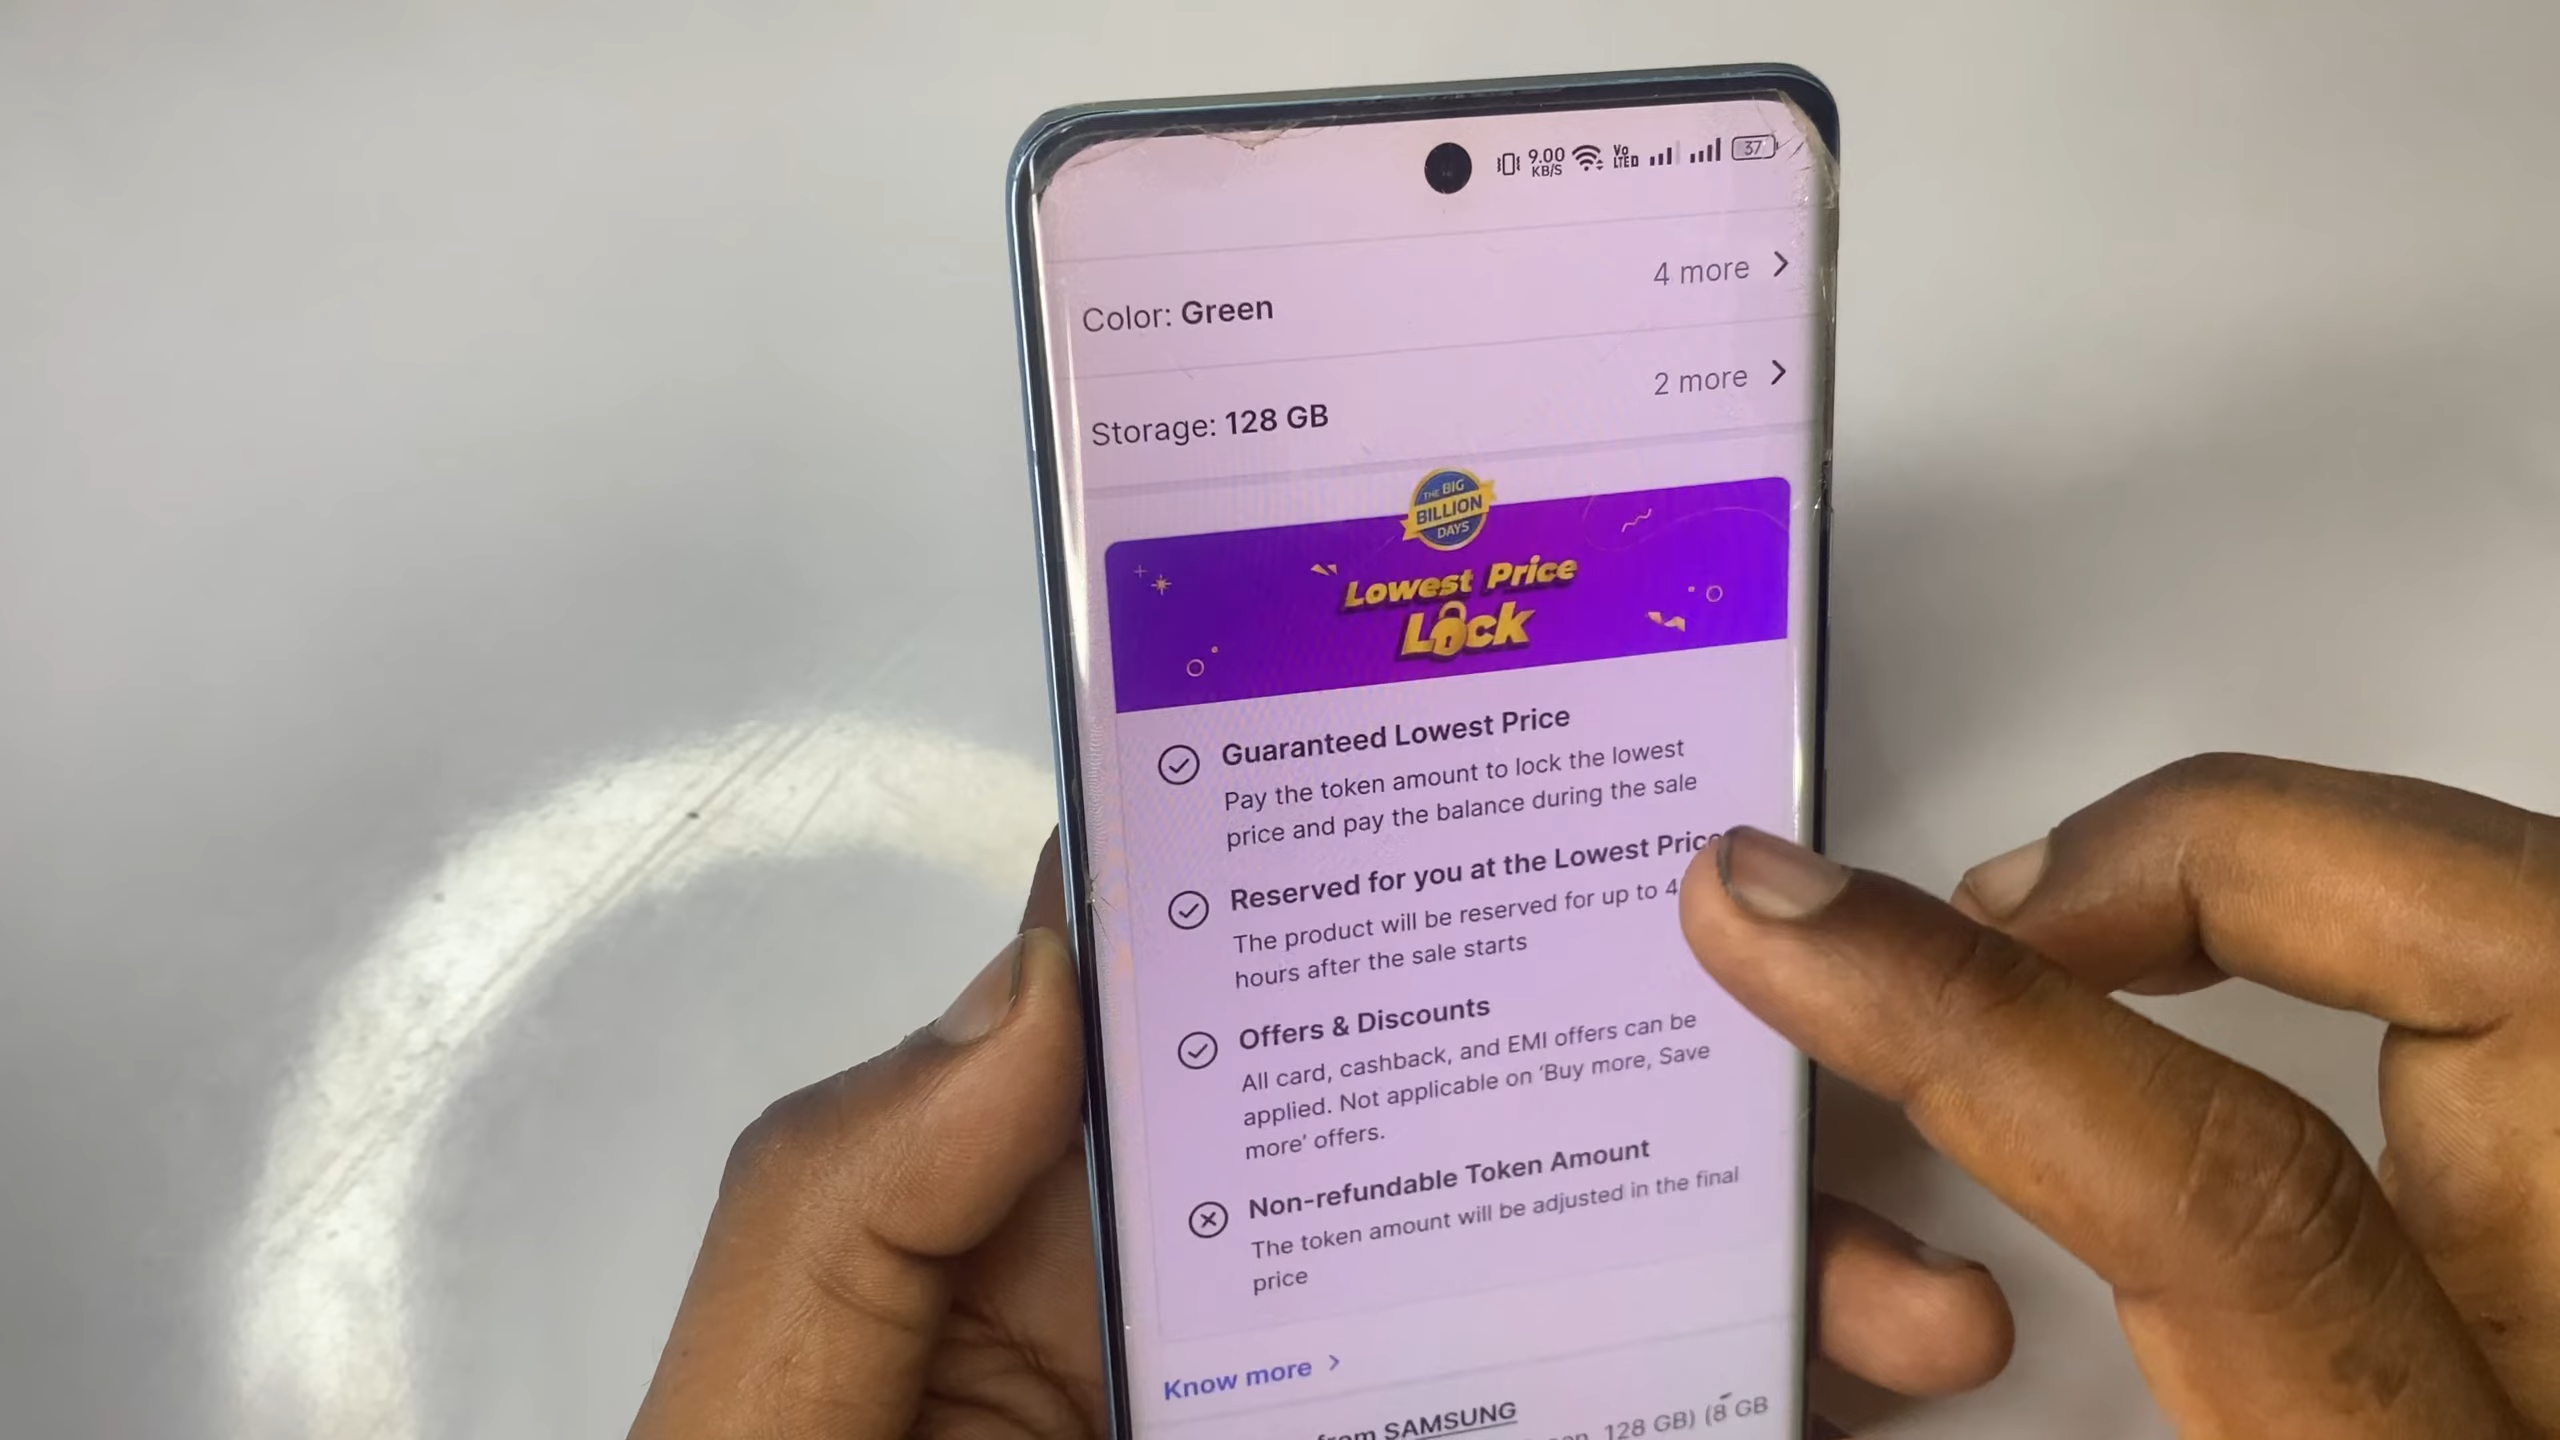 9.00
KB/S
Vo
LTED
37
4 more
Color: Green
2 more
Storage: 128 GB
THE BIG
BILLION
DAYS
Lowest Price
Lock
Guaranteed Lowest Price
Pay the token amount to lock the lowest
price and pay the balance during the sale
Reserved for you at the Lowest Price
The product will be reserved for up to 4
hours after the sale starts
Offers & Discounts
All card, cashback, and EMI offers can be
applied. Not applicable on 'Buy more, Save
more' offers.
Non-refundable Token Amount
The token amount will be adjusted in the final
price
Know more
from SAMSUNG
128 GB) (8 GB